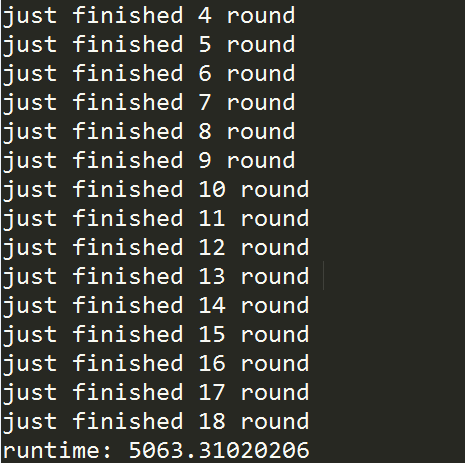 just finished 4 round
just finished 5 round
just finished 6 round
just finished 7 round
just finished 8 round
just finished 9 round
just finished 10 round
just finished 11 round
just finished 12 round
just finished 13 round
just finished 14 round
just finished 15 round
just finished 16 round
just finished 17 round
just finished 18 round
runtime: 5063.31020206